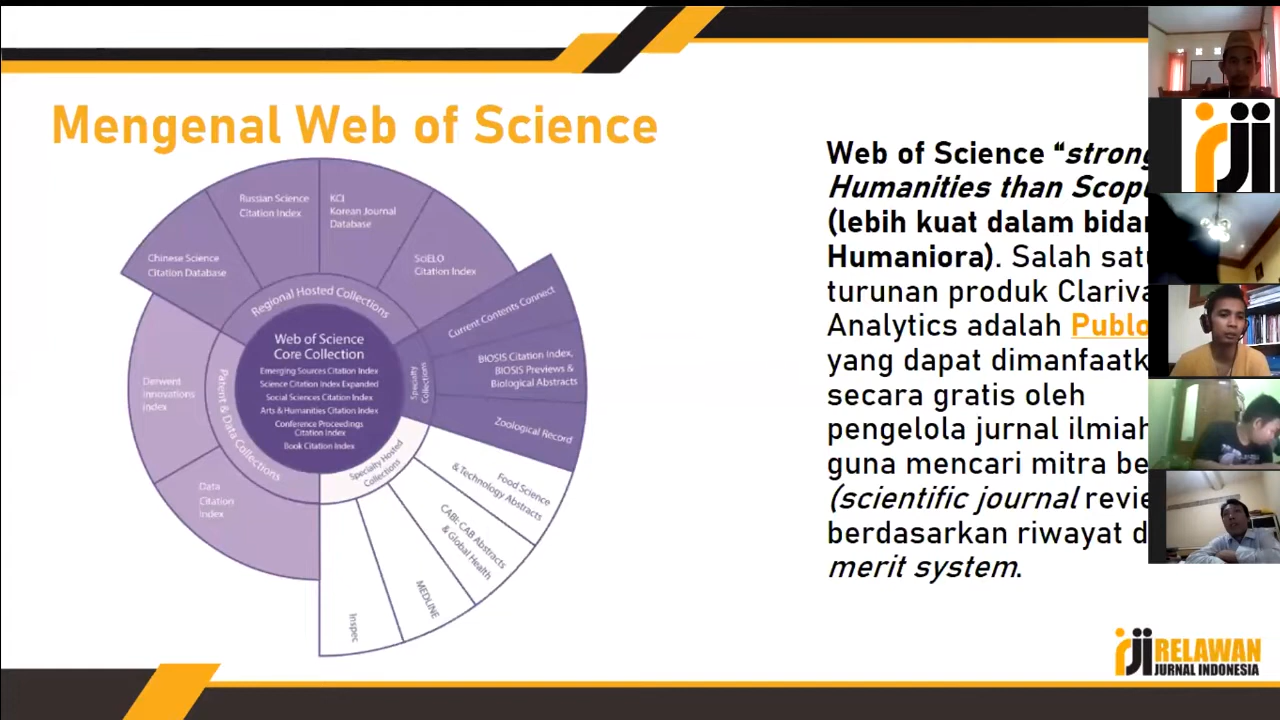 Mengenal Web of Science
Russian Science
Citation Index
KCI
Korean Journal
Database
Chinese Science
Citation Database
SciELO
Citation Index
Regional Hosted Collections
Current Contents Connect
BIOSIS Citation Index,
BIOSIS Previews &
Biological Abstracts
Zoological Record
Specialty
Collections
Web of Science
Core Collection
Emerging Sources Citation Index
Science Citation Index Expanded
Social Sciences Citation Index
Arts & Humanities Citation Index
Conference Proceedings
Citation Index
Book Citation Index
Derwent
Innovations
Index
Patent & Data Collections
Data
Citation
Index
Specialty Hosted
Collections
Food Science
& Technology Abstracts
CABI: CAB Abstracts
& Global Health
MEDLINE
Inspec
Web of Science “strong
Humanities than Scop
(lebih kuat dalam bida
Humaniora). Salah sat
turunan produk Clariva
Analytics adalah Publo
yang dapat dimanfaatk
secara gratis oleh
pengelola jurnal ilmiah
guna mencari mitra be
(scientific journal revie
berdasarkan riwayat d
merit system.
rji
rji RELAWAN
JURNAL INDONESIA